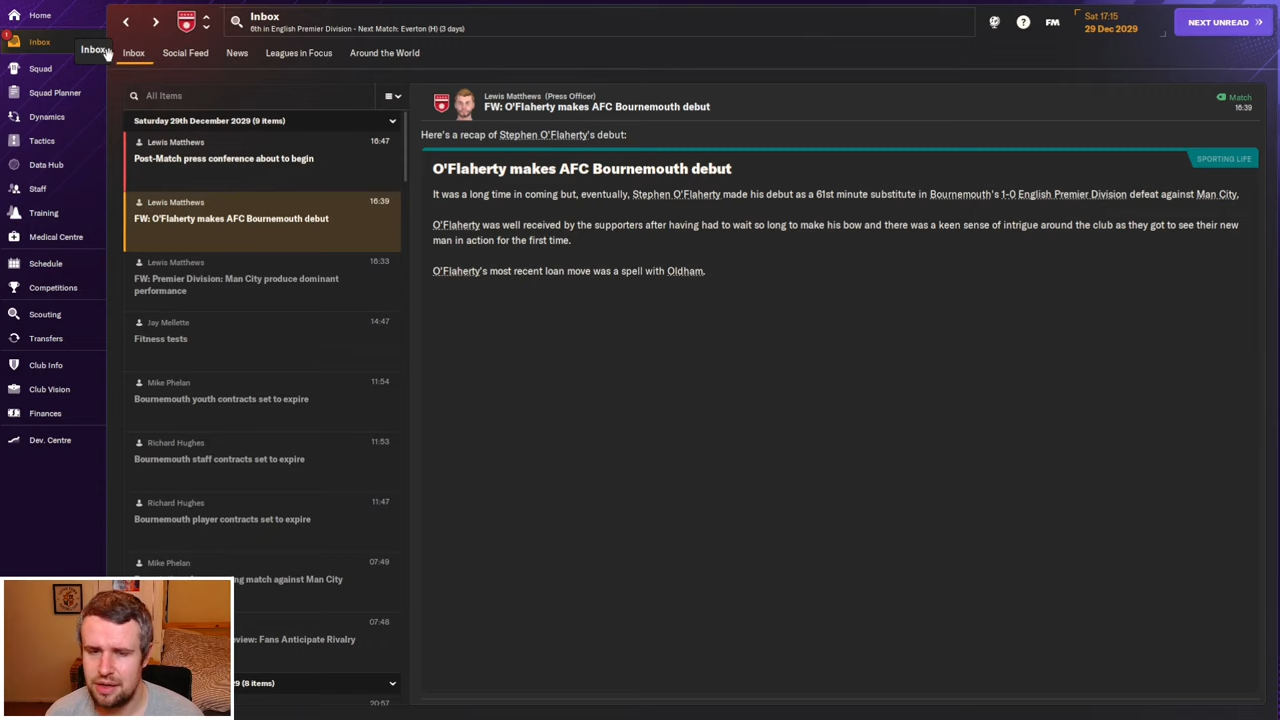 Home
1
Inbox
Inbox
Squad
Squad Planner
Dynamics
Tactics
Data Hub
Staff
Training
Medical Centre
Schedule
Competitions
Scouting
Transfers
Club Info
Club Vision
Finances
Dev. Centre
Inbox
6th in English Premier Division - Next Match: Everton (H) (3 days)
?
FM
Sat 17:15
29 Dec 2029
NEXT UNREAD
Inbox
Social Feed
News
Leagues in Focus
Around the World
All Items
Saturday 29th December 2029 (9 items)
Lewis Matthews
16:47
Post-Match press conference about to begin
Lewis Matthews
16:39
FW: O'Flaherty makes AFC Bournemouth debut
Lewis Matthews
16:33
FW: Premier Division: Man City produce dominant
performance
Jay Mellette
14:47
Fitness tests
Mike Phelan
11:54
Bournemouth youth contracts set to expire
Richard Hughes
11:53
Bournemouth staff contracts set to expire
Richard Hughes
11:47
Bournemouth player contracts set to expire
Mike Phelan
07:49
match against Man City
07:48
Fans Anticipate Rivalry
(8 items)
20:57
Lewis Matthews (Press Officer)
FW: O'Flaherty makes AFC Bournemouth debut
Match
16:39
Here's a recap of Stephen O'Flaherty's debut:
SPORTING LIFE
O'Flaherty makes AFC Bournemouth debut
It was a long time in coming but, eventually, Stephen O'Flaherty made his debut as a 61st minute substitute in Bournemouth's 1-0 English Premier Division defeat against Man City.
O'Flaherty was well received by the supporters after having had to wait so long to make his bow and there was a keen sense of intrigue around the club as they got to see their new
man in action for the first time.
O'Flaherty's most recent loan move was a spell with Oldham.